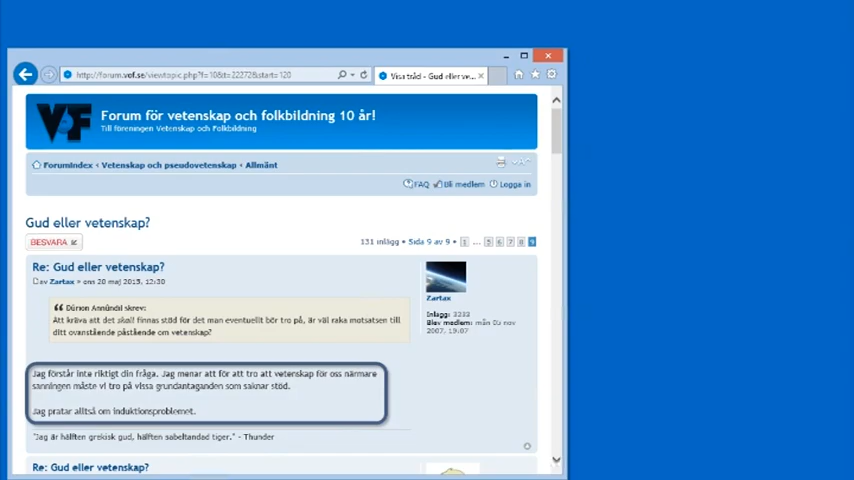 http://forum.vof.se/viewtopic.php?f=10&t=22272&start=120
Visa tråd - Gud eller ve...
VoF
Forum för vetenskap och folkbildning 10 år!
Till föreningen Vetenskap och Folkbildning
ForumIndex ‹ Vetenskap och pseudovetenskap ‹ Allmänt
FAQ Bli medlem Logga in
Gud eller vetenskap?
BESVARA
131 inlägg • Sida 9 av 9 • 1 ... 5 6 7 8 9
Re: Gud eller vetenskap?
av Zartax » ons 20 maj 2015, 12:30
Zartax
Inlägg: 3233
Blev medlem: mån 05 nov
2007, 19:07
skrev:
Att kräva att det skall finnas stöd för det man eventuellt bör tro på, är väl raka motsatsen till
ditt ovanstående påstående om vetenskap?
Jag förstår inte riktigt din fråga. Jag menar att för att tro att vetenskap för oss närmare
sanningen måste vi tro på vissa grundantaganden som saknar stöd.
Jag pratar alltså om induktionsproblemet.
"Jag är hälften grekisk gud, hälften sabeltandad tiger." - Thunder
Re: Gud eller vetenskap?